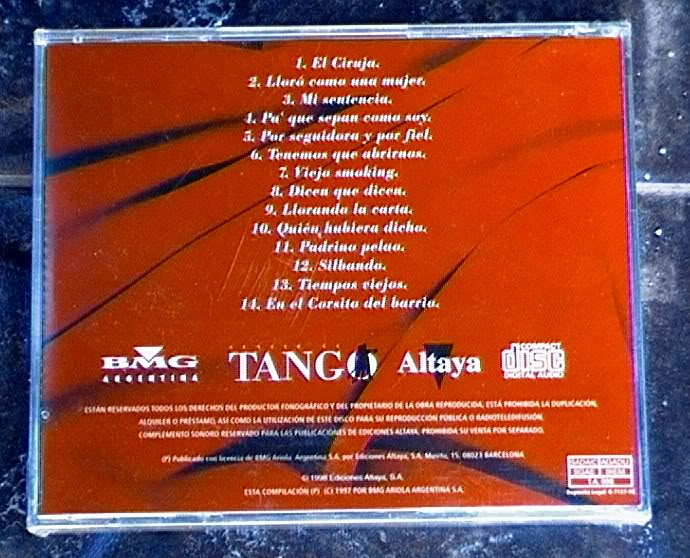 1. El Ciruja.
2. Lloró como una mujer.
3. Mi sentencia.
4. Pa' que sepan como soy.
5. Por seguidora y por fiel.
6. Tenemos que abrirnos.
7. Viejo smoking.
8. Dicen que dicen.
9. Llorando la carta.
10. Quién hubiera dicho.
11. Padrino pelao.
12. Silbando.
13. Tiempos viejos.
14. En el Corsito del barrio.
BMG ARGENTINA
TANGO
Altaya
COMPACT disc DIGITAL AUDIO
ESTÁN RESERVADOS TODOS LOS DERECHOS DEL PRODUCTOR FONOGRÁFICO Y DEL PROPIETARIO DE LA OBRA REPRODUCIDA. ESTÁ PROHIBIDA LA DUPLICACIÓN,
ALQUILER O PRÉSTAMO, ASÍ COMO LA UTILIZACIÓN DE ESTE DISCO PARA SU REPRODUCCIÓN PÚBLICA O RADIOTELEDIFUSIÓN.
COMPLEMENTO SONORO RESERVADO PARA LAS PUBLICACIONES DE EDICIONES ALTAYA. PROHIBIDA SU VENTA POR SEPARADO.
(P) Publicado con licencia de BMG Ariola Argentina S.A. por Ediciones Altaya, S.A. Musitu, 15. 08023 BARCELONA
© 1998 Ediciones Altaya, S.A.
ESTA COMPILACIÓN (P) (C) 1997 POR BMG ARIOLA ARGENTINA S.A.
SADAIC AGADU
SGAE BIEM
Depósito Legal: